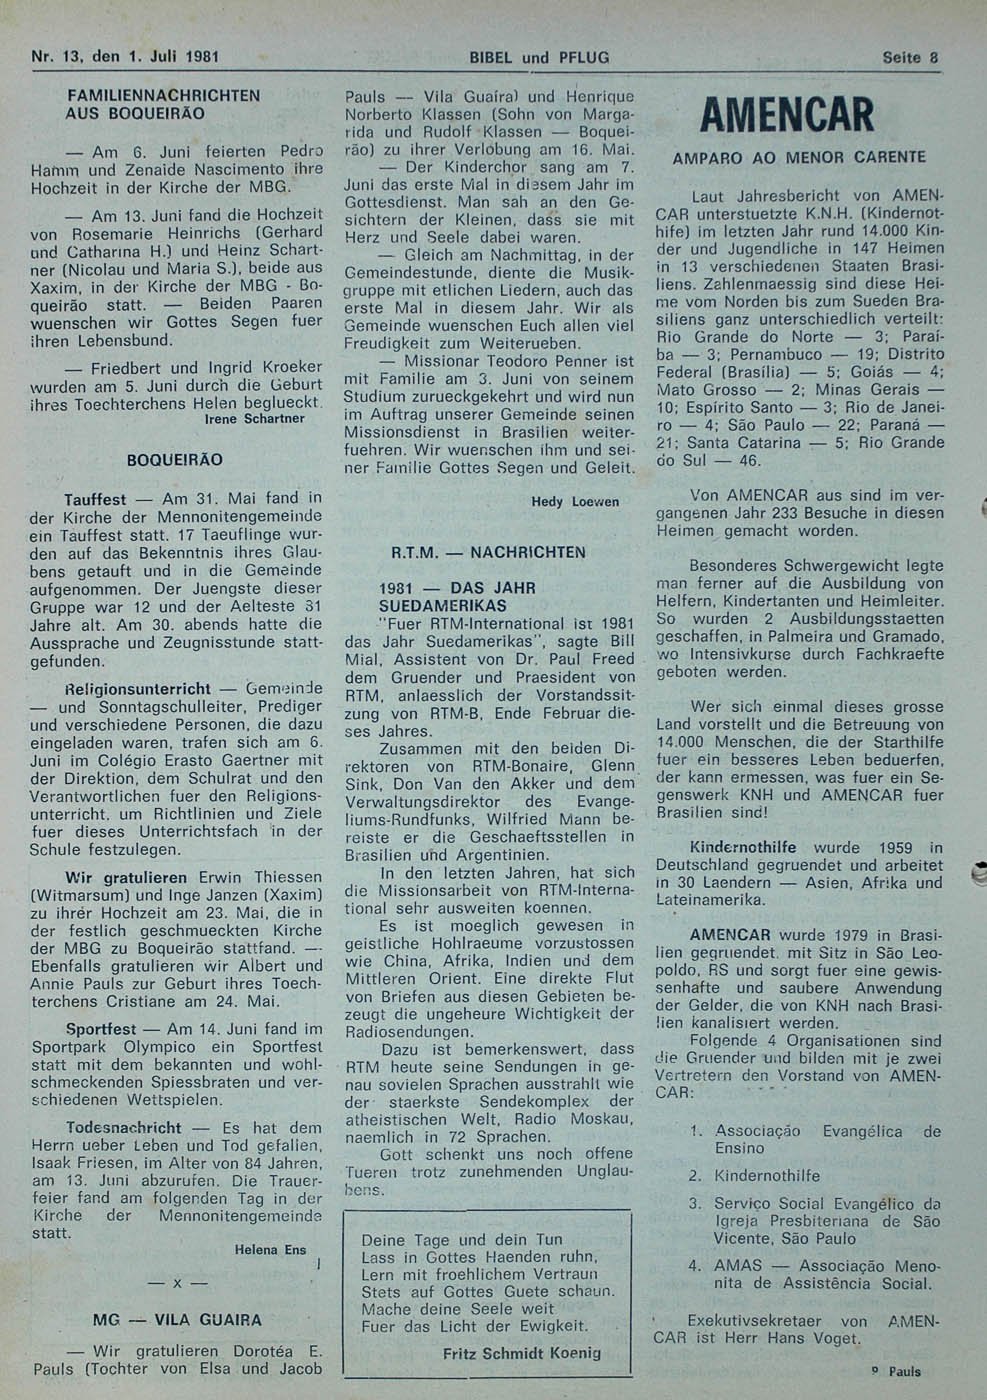 Nr. 13, den 1. Juli 1981
BIBEL und PFLUG
Seite 8
FAMILIENNACHRICHTEN
AUS BOQUEIRÃO
— Am 6. Juni feierten Pedro
Hamm und Zenaide Nascimento ihre
Hochzeit in der Kirche der MBG.
— Am 13. Juni fand die Hochzeit
von Rosemarie Heinrichs (Gerhard
und Catharina H.) und Heinz Schart-
ner (Nicolau und Maria S.), beide aus
Xaxim, in der Kirche der MBG - Bo-
queirão statt. — Beiden Paaren
wuenschen wir Gottes Segen fuer
ihren Lebensbund.
— Friedbert und Ingrid Kroeker
wurden am 5. Juni durch die Geburt
ihres Toechterchens Helen beglueckt.
Irene Schartner
BOQUEIRÃO
Tauffest — Am 31. Mai fand in
der Kirche der Mennonitengemeinde
ein Tauffest statt. 17 Taeuflinge wur-
den auf das Bekenntnis ihres Glau-
bens getauft und in die Gemeinde
aufgenommen. Der Juengste dieser
Gruppe war 12 und der Aelteste 31
Jahre alt. Am 30. abends hatte die
Aussprache und Zeugnisstunde statt-
gefunden.
Religionsunterricht — Gemeinde
— und Sonntagschulleiter, Prediger
und verschiedene Personen, die dazu
eingeladen waren, trafen sich am 6.
Juni im Colégio Erasto Gaertner mit
der Direktion, dem Schulrat und den
Verantwortlichen fuer den Religions-
unterricht, um Richtlinien und Ziele
fuer dieses Unterrichtsfach in der
Schule festzulegen.
Wir gratulieren Erwin Thiessen
(Witmarsum) und Inge Janzen (Xaxim)
zu ihrer Hochzeit am 23. Mai, die in
der festlich geschmueckten Kirche
der MBG zu Boqueirão stattfand. —
Ebenfalls gratulieren wir Albert und
Annie Pauls zur Geburt ihres Toech-
terchens Cristiane am 24. Mai.
Sportfest — Am 14. Juni fand im
Sportpark Olympico ein Sportfest
statt mit dem bekannten und wohl-
schmeckenden Spiessbraten und ver-
schiedenen Wettspielen.
Todesnachricht — Es hat dem
Herrn ueber Leben und Tod gefallen,
Isaak Friesen, im Alter von 84 Jahren,
am 13. Juni abzurufen. Die Trauer-
feier fand am folgenden Tag in der
Kirche der Mennonitengemeinde
statt.
Helena Ens
— x —
MG — VILA GUAIRA
— Wir gratulieren Dorotéa E.
Pauls (Tochter von Elsa und Jacob
Pauls — Vila Guaíra) und Henrique
Norberto Klassen (Sohn von Marga-
rida und Rudolf Klassen — Boquei-
rão) zu ihrer Verlobung am 16. Mai.
— Der Kinderchor sang am 7.
Juni das erste Mal in diesem Jahr im
Gottesdienst. Man sah an den Ge-
sichtern der Kleinen, dass sie mit
Herz und Seele dabei waren.
— Gleich am Nachmittag, in der
Gemeindestunde, diente die Musik-
gruppe mit etlichen Liedern, auch das
erste Mal in diesem Jahr. Wir als
Gemeinde wuenschen Euch allen viel
Freudigkeit zum Weiterueben.
— Missionar Teodoro Penner ist
mit Familie am 3. Juni von seinem
Studium zurueckgekehrt und wird nun
im Auftrag unserer Gemeinde seinen
Missionsdienst in Brasilien weiter-
fuehren. Wir wuenschen ihm und sei-
ner Familie Gottes Segen und Geleit.
Hedy Loewen
R.T.M. — NACHRICHTEN
1981 — DAS JAHR
SUEDAMERIKAS
"Fuer RTM-International ist 1981
das Jahr Suedamerikas", sagte Bill
Mial, Assistent von Dr. Paul Freed
dem Gruender und Praesident von
RTM, anlaesslich der Vorstandssit-
zung von RTM-B, Ende Februar die-
ses Jahres.
Zusammen mit den beiden Di-
rektoren von RTM-Bonaire, Glenn
Sink, Don Van den Akker und dem
Verwaltungsdirektor des Evange-
liums-Rundfunks, Wilfried Mann be-
reiste er die Geschaeftsstellen in
Brasilien und Argentinien.
In den letzten Jahren, hat sich
die Missionsarbeit von RTM-Interna-
tional sehr ausweiten koennen.
Es ist moeglich gewesen in
geistliche Hohlraeume vorzustossen
wie China, Afrika, Indien und dem
Mittleren Orient. Eine direkte Flut
von Briefen aus diesen Gebieten be-
zeugt die ungeheure Wichtigkeit der
Radiosendungen.
Dazu ist bemerkenswert, dass
RTM heute seine Sendungen in ge-
nau sovielen Sprachen ausstrahlt wie
der staerkste Sendekomplex der
atheistischen Welt, Radio Moskau,
naemlich in 72 Sprachen.
Gott schenkt uns noch offene
Tueren trotz zunehmenden Unglau-
bens.
Deine Tage und dein Tun
Lass in Gottes Haenden ruhn,
Lern mit froehlichem Vertraun
Stets auf Gottes Guete schaun.
Mache deine Seele weit
Fuer das Licht der Ewigkeit.
Fritz Schmidt Koenig
AMENCAR
AMPARO AO MENOR CARENTE
Laut Jahresbericht von AMEN-
CAR unterstuetzte K.N.H. (Kindernot-
hife) im letzten Jahr rund 14.000 Kin-
der und Jugendliche in 147 Heimen
in 13 verschiedenen Staaten Brasi-
liens. Zahlenmaessig sind diese Hei-
me vom Norden bis zum Sueden Bra-
siliens ganz unterschiedlich verteilt:
Rio Grande do Norte — 3; Paraí-
ba — 3; Pernambuco — 19; Distrito
Federal (Brasília) — 5; Goiás — 4;
Mato Grosso — 2; Minas Gerais —
10; Espírito Santo — 3; Rio de Janei-
ro — 4; São Paulo — 22; Paraná —
21; Santa Catarina — 5; Rio Grande
do Sul — 46.
Von AMENCAR aus sind im ver-
gangenen Jahr 233 Besuche in diesen
Heimen gemacht worden.
Besonderes Schwergewicht legte
man ferner auf die Ausbildung von
Helfern, Kindertanten und Heimleiter.
So wurden 2 Ausbildungsstaetten
geschaffen, in Palmeira und Gramado,
wo Intensivkurse durch Fachkraefte
geboten werden.
Wer sich einmal dieses grosse
Land vorstellt und die Betreuung von
14.000 Menschen, die der Starthilfe
fuer ein besseres Leben beduerfen,
der kann ermessen, was fuer ein Se-
genswerk KNH und AMENCAR fuer
Brasilien sind!
Kindernothilfe wurde 1959 in
Deutschland gegruendet und arbeitet
in 30 Laendern — Asien, Afrika und
Lateinamerika.
AMENCAR wurde 1979 in Brasi-
lien gegruendet, mit Sitz in São Leo-
poldo, RS und sorgt fuer eine gewis-
senhafte und saubere Anwendung
der Gelder, die von KNH nach Brasi-
lien kanalisiert werden.
Folgende 4 Organisationen sind
die Gruender und bilden mit je zwei
Vertretern den Vorstand von AMEN-
CAR:
1. Associação Evangélica de
Ensino
2. Kindernothilfe
3. Serviço Social Evangélico da
Igreja Presbiteriana de São
Vicente, São Paulo
4. AMAS — Associação Meno-
nita de Assistência Social.
Exekutivsekretaer von AMEN-
CAR ist Herr Hans Voget.
Pauls